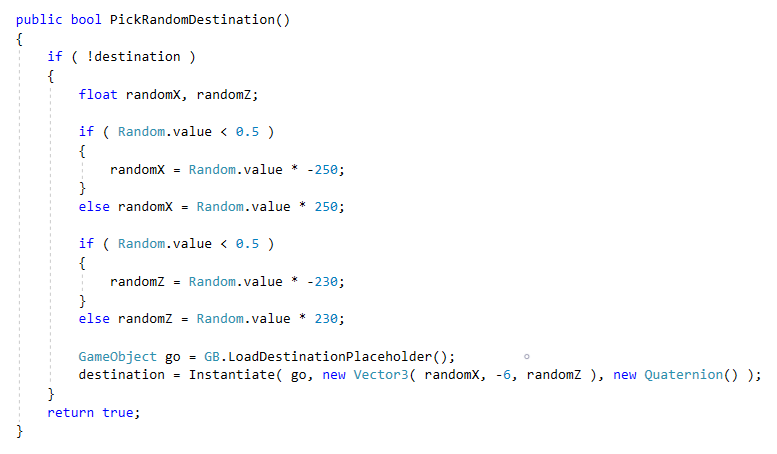 public bool PickRandomDestination()
{
    if ( !destination )
    {
        float randomX, randomZ;

        if ( Random.value < 0.5 )
        {
            randomX = Random.value * -250;
        }
        else randomX = Random.value * 250;

        if ( Random.value < 0.5 )
        {
            randomZ = Random.value * -230;
        }
        else randomZ = Random.value * 230;

        GameObject go = GB.LoadDestinationPlaceholder();
        destination = Instantiate( go, new Vector3( randomX, -6, randomZ ), new Quaternion() );
    }
    return true;
}